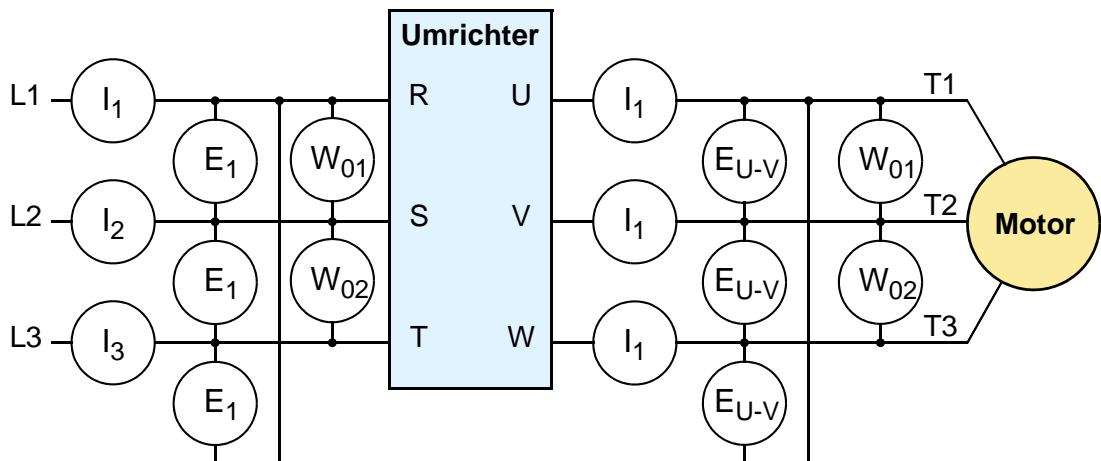 Umrichter
L1 I1 R U I1 T1
E1 W01 EU-V W01
L2 I2 S V I1 T2 Motor
E1 W02 EU-V W02
L3 I3 T W I1 T3
E1 EU-V